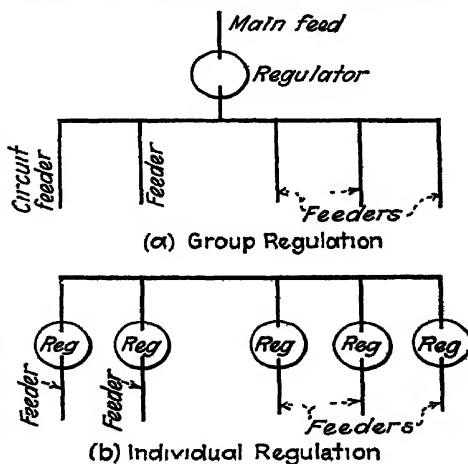 Main feed
Regulator
Circuit
feeder
Feeder
Feeders
(a) Group Regulation
Reg Reg Reg Reg Reg
Feeder
Feeder
Feeders
(b) Individual Regulation